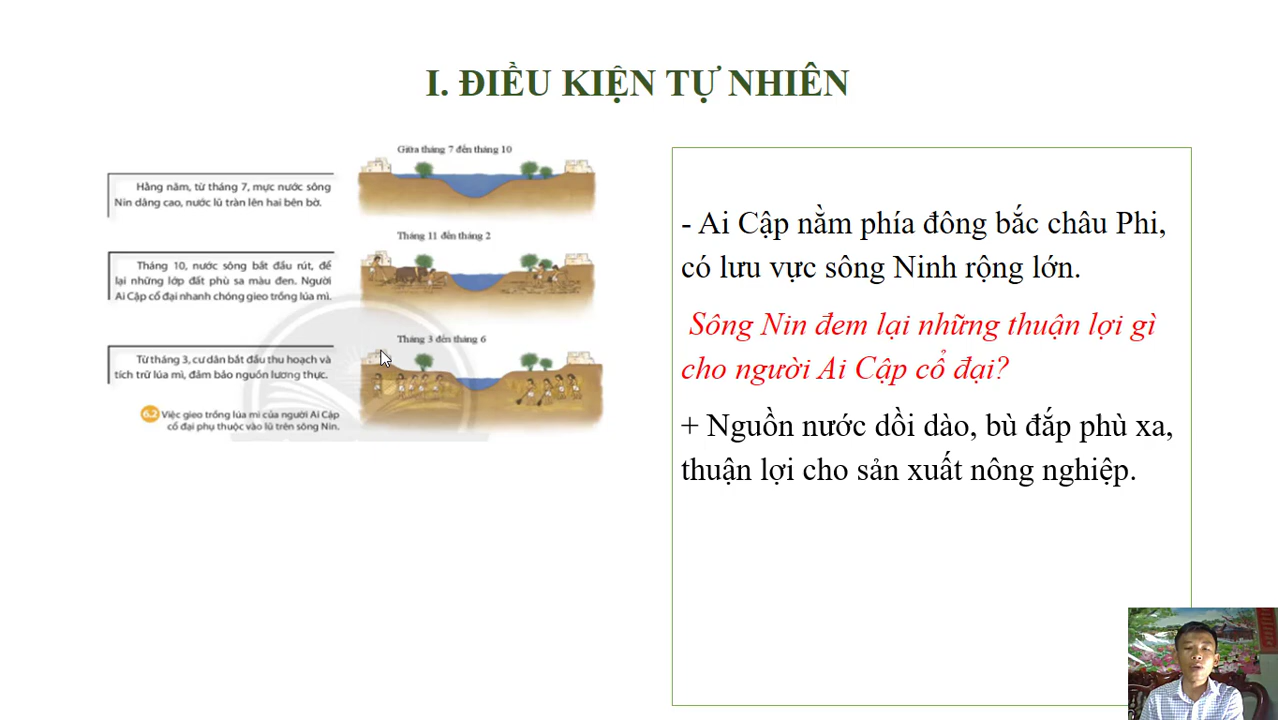 I. ĐIỀU KIỆN TỰ NHIÊN
Giữa tháng 7 đến tháng 10
Hằng năm, từ tháng 7, mực nước sông
Nin dâng cao, nước lũ tràn lên hai bên bờ.
Tháng 11 đến tháng 2
Tháng 10, nước sông bắt đầu rút, để
lại những lớp đất phù sa màu đen. Người
Ai Cập cổ đại nhanh chóng gieo trồng lúa mì.
Tháng 3 đến tháng 6
Từ tháng 3, cư dân bắt đầu thu hoạch và
tích trữ lúa mì, đảm bảo nguồn lương thực.
6.2 Việc gieo trồng lúa mì của người Ai Cập
cổ đại phụ thuộc vào lũ trên sông Nin.
- Ai Cập nằm phía đông bắc châu Phi,
có lưu vực sông Ninh rộng lớn.
Sông Nin đem lại những thuận lợi gì
cho người Ai Cập cổ đại?
+ Nguồn nước dồi dào, bù đắp phù xa,
thuận lợi cho sản xuất nông nghiệp.